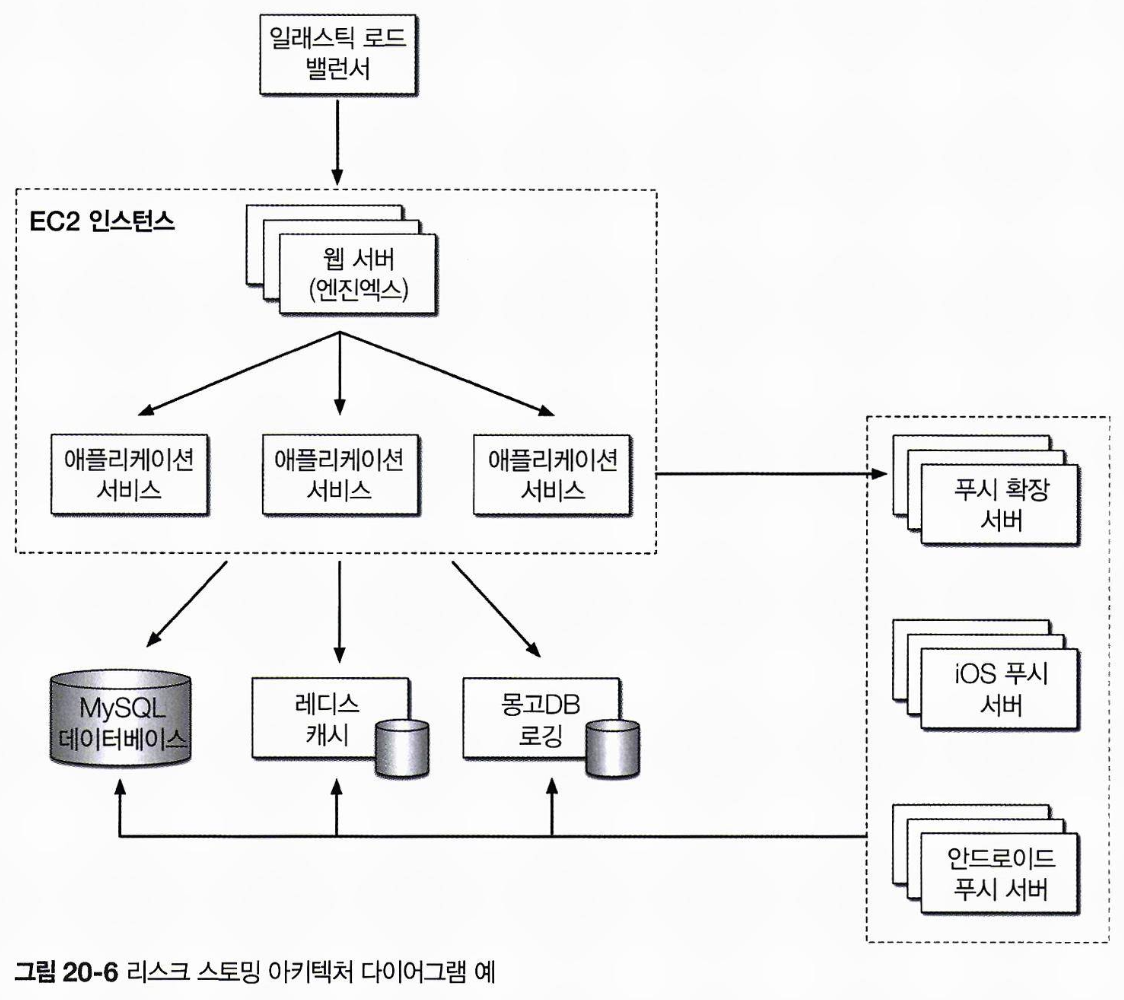 일래스틱 로드
밸런서
EC2 인스턴스
웹 서버
(엔진엑스)
애플리케이션
서비스
애플리케이션
서비스
애플리케이션
서비스
푸시 확장
서버
MySQL
데이터베이스
레디스
캐시
몽고DB
로깅
iOS 푸시
서버
안드로이드
푸시 서버
그림 20-6 리스크 스토밍 아키텍처 다이어그램 예